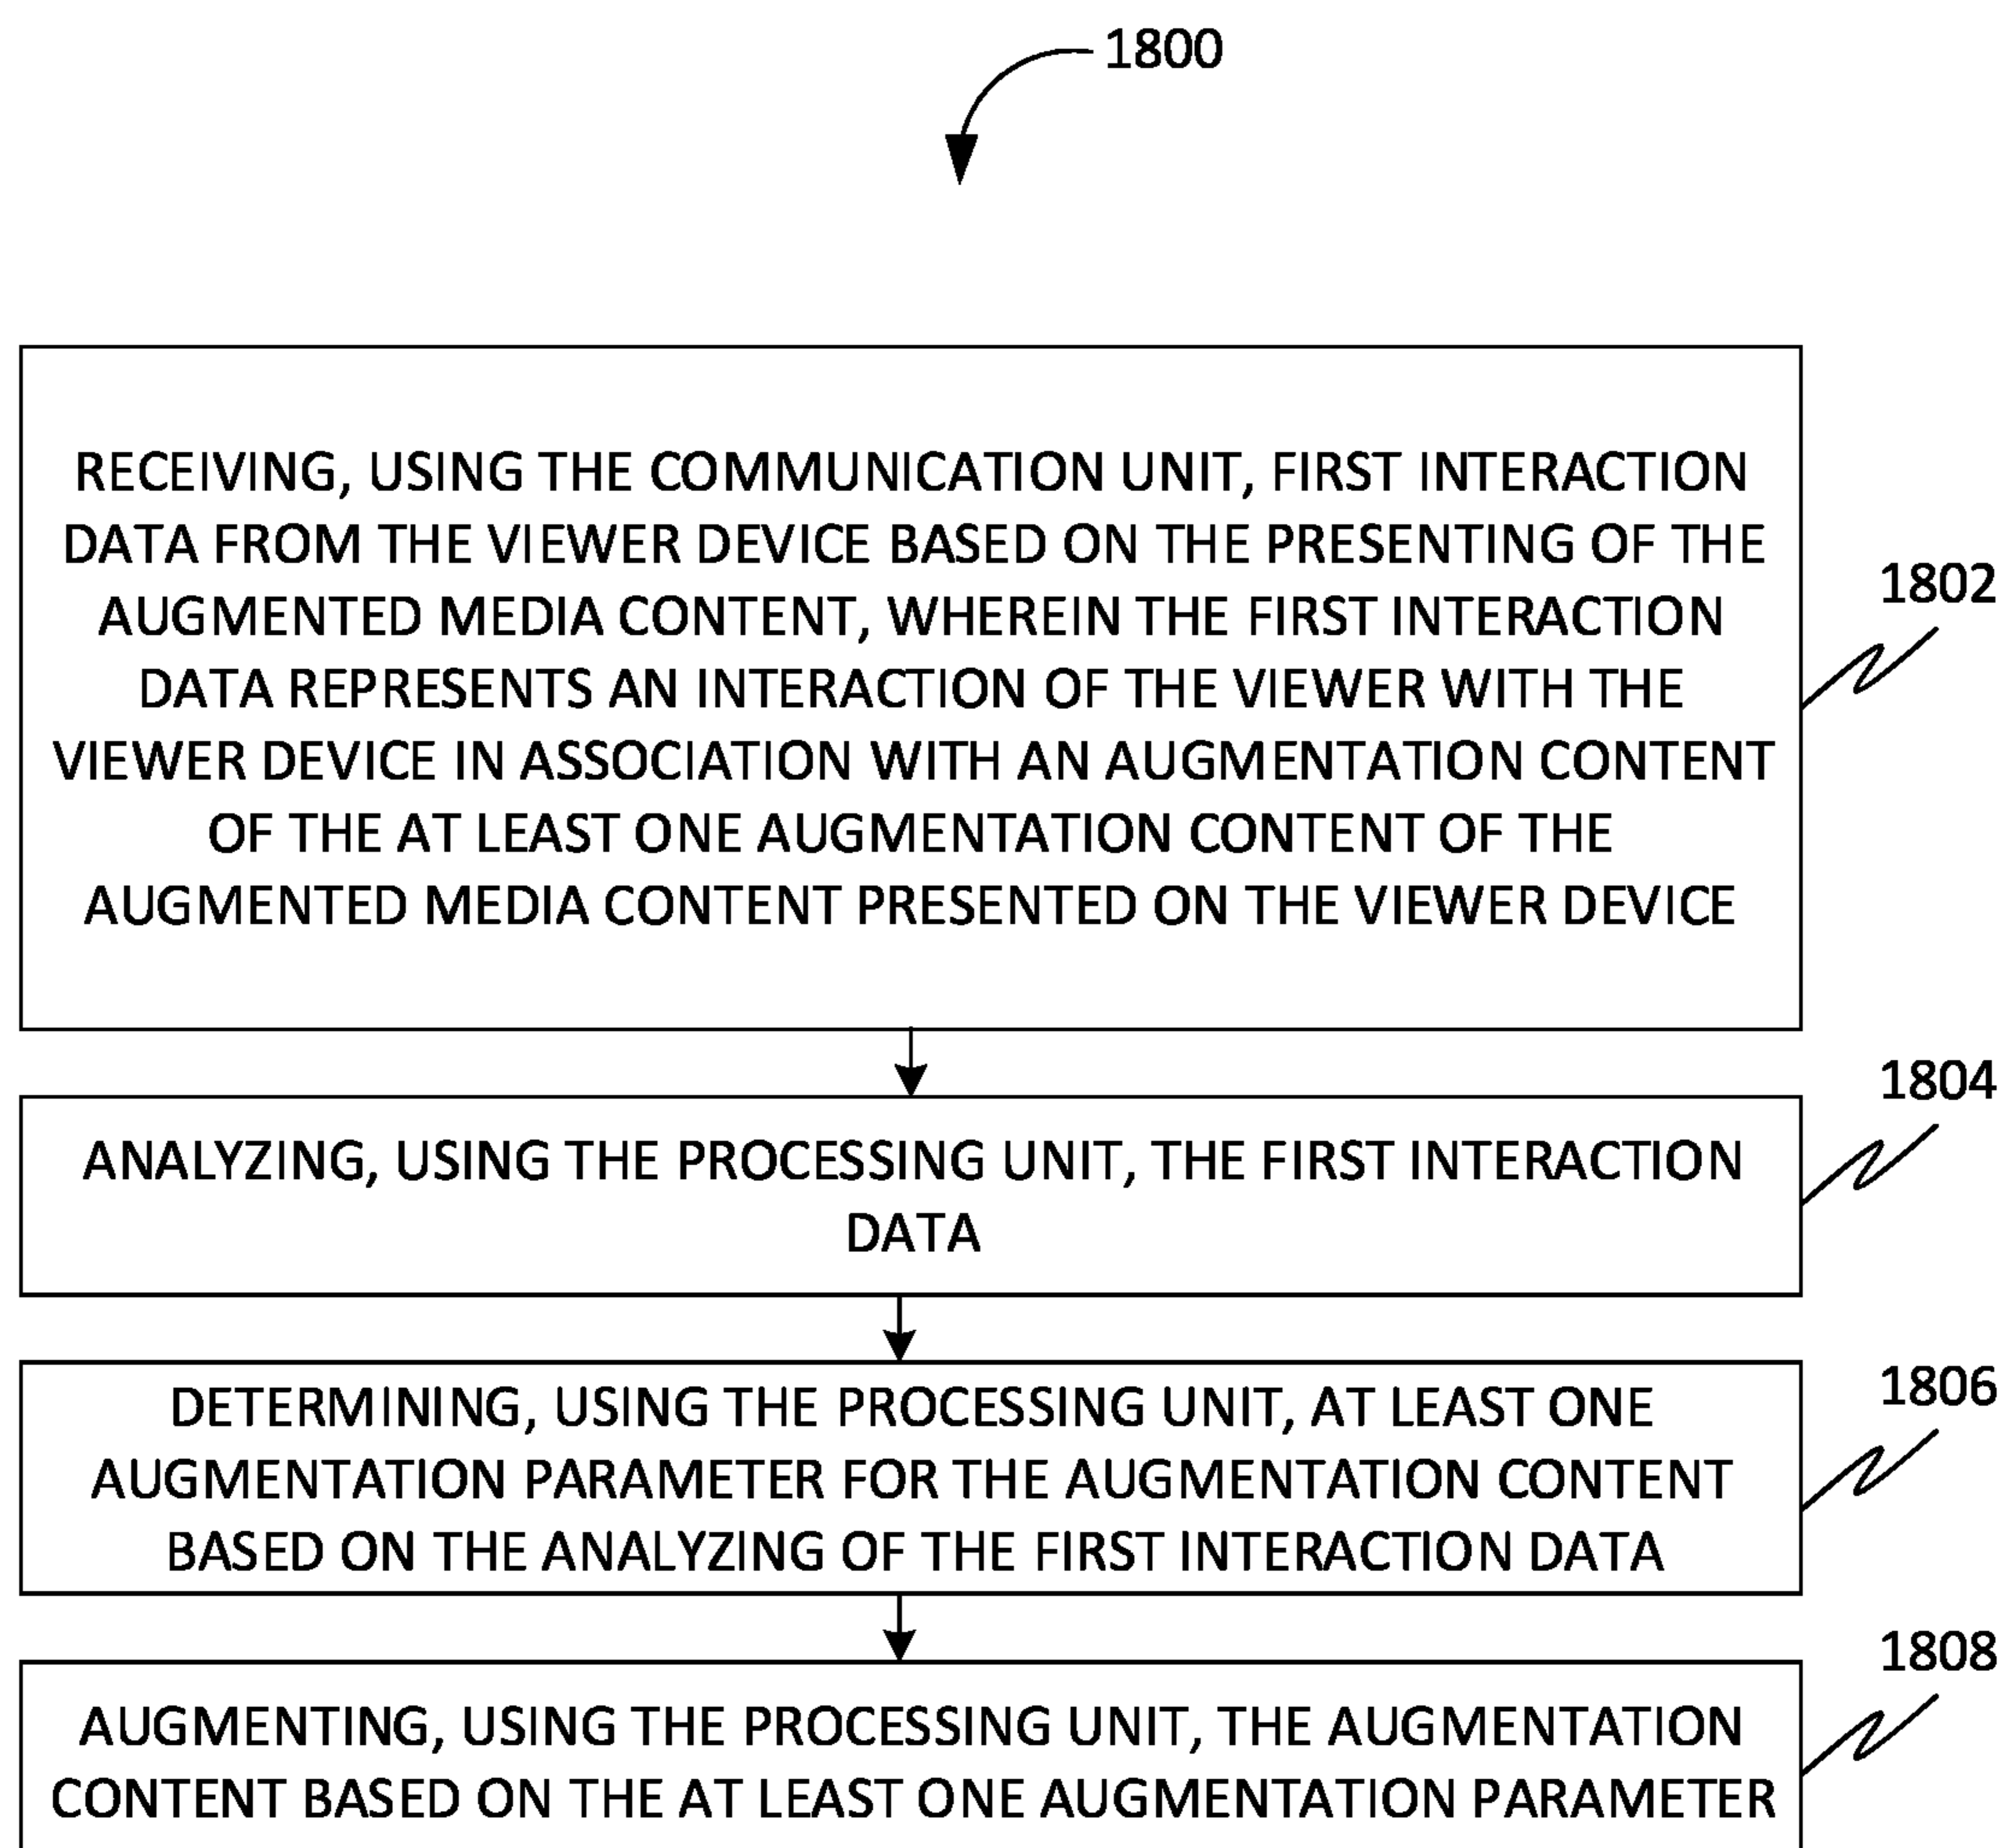 1800
RECEIVING, USING THE COMMUNICATION UNIT, FIRST INTERACTION
DATA FROM THE VIEWER DEVICE BASED ON THE PRESENTING OF THE
AUGMENTED MEDIA CONTENT, WHEREIN THE FIRST INTERACTION
DATA REPRESENTS AN INTERACTION OF THE VIEWER WITH THE
VIEWER DEVICE IN ASSOCIATION WITH AN AUGMENTATION CONTENT
OF THE AT LEAST ONE AUGMENTATION CONTENT OF THE
AUGMENTED MEDIA CONTENT PRESENTED ON THE VIEWER DEVICE
1802
ANALYZING, USING THE PROCESSING UNIT, THE FIRST INTERACTION
DATA
1804
DETERMINING, USING THE PROCESSING UNIT, AT LEAST ONE
AUGMENTATION PARAMETER FOR THE AUGMENTATION CONTENT
BASED ON THE ANALYZING OF THE FIRST INTERACTION DATA
1806
AUGMENTING, USING THE PROCESSING UNIT, THE AUGMENTATION
CONTENT BASED ON THE AT LEAST ONE AUGMENTATION PARAMETER
1808